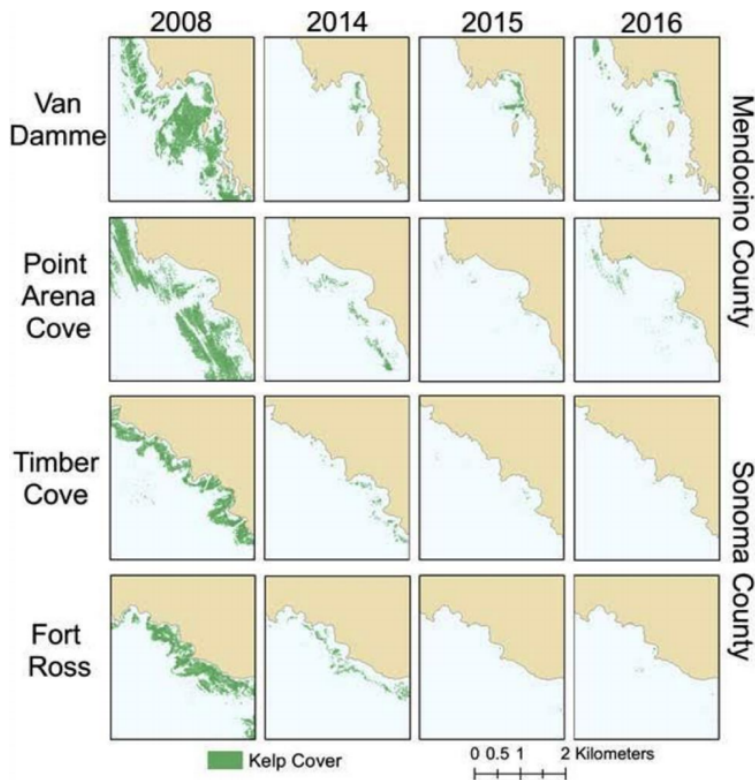 2008 2014 2015 2016
Van
Damme
Mendocino County
Point
Arena
Cove
Timber
Cove
Sonoma County
Fort
Ross
Kelp Cover
0 0.5 1 2 Kilometers